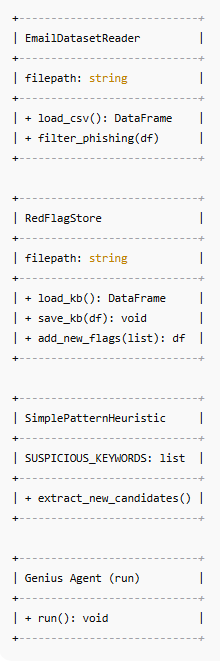 +-----------------------+
| EmailDatasetReader    |
+-----------------------+
| filepath: string      |
+-----------------------+
| + load_csv(): DataFrame    |
| + filter_phishing(df)      |
+-----------------------+

+-----------------------+
| RedFlagStore          |
+-----------------------+
| filepath: string      |
+-----------------------+
| + load_kb(): DataFrame     |
| + save_kb(df): void        |
| + add_new_flags(list): df  |
+-----------------------+

+-----------------------+
| SimplePatternHeuristic     |
+-----------------------+
| SUSPICIOUS_KEYWORDS: list  |
+-----------------------+
| + extract_new_candidates() |
+-----------------------+

+-----------------------+
| Genius Agent (run)    |
+-----------------------+
| + run(): void         |
+-----------------------+